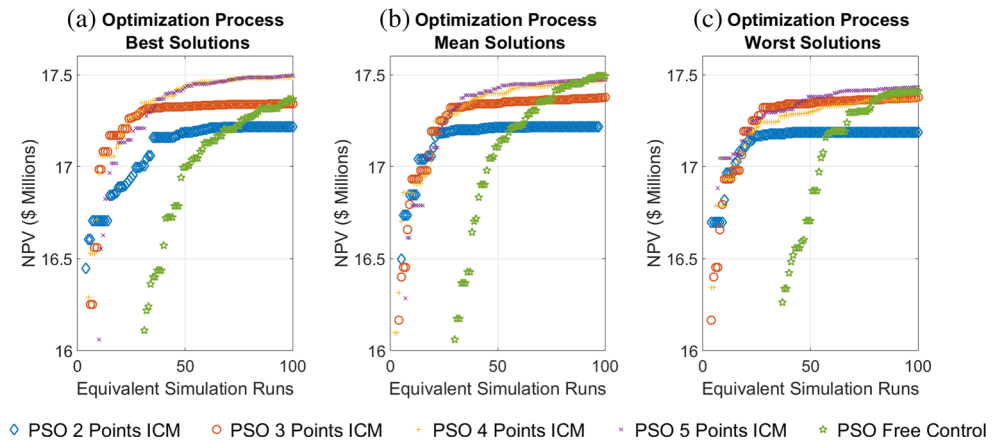 (a) Optimization Process
Best Solutions
17.5
17
16.5
16
NPV ($ Millions)
0 50 100
Equivalent Simulation Runs
(b) Optimization Process
Mean Solutions
17.5
17
16.5
16
NPV ($ Millions)
0 50 100
Equivalent Simulation Runs
(c) Optimization Process
Worst Solutions
17.5
17
16.5
16
NPV ($ Millions)
0 50 100
Equivalent Simulation Runs
PSO 2 Points ICM PSO 3 Points ICM PSO 4 Points ICM PSO 5 Points ICM PSO Free Control